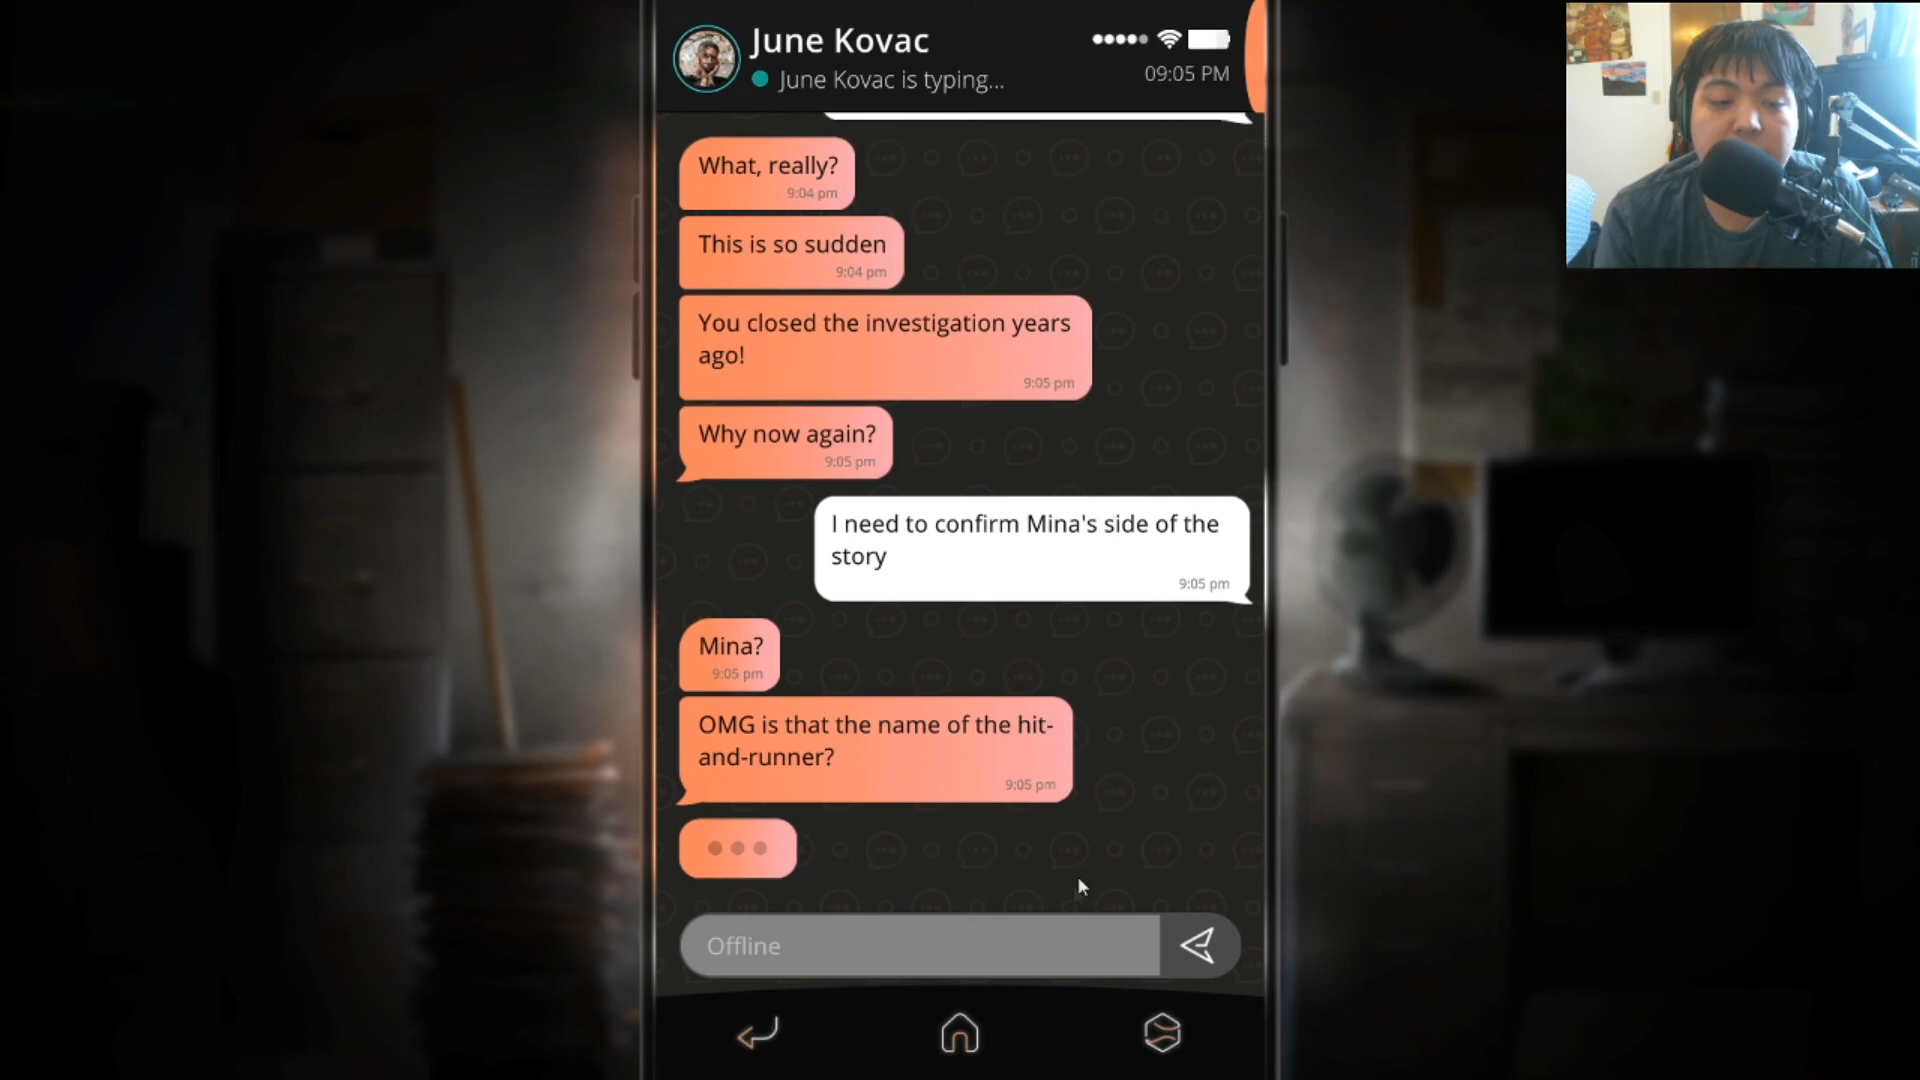 June Kovac
June Kovac is typing...
09:05 PM
What, really?
9:04 pm
This is so sudden
9:04 pm
You closed the investigation years
ago!
9:05 pm
Why now again?
9:05 pm
I need to confirm Mina's side of the
story
9:05 pm
Mina?
9:05 pm
OMG is that the name of the hit-
and-runner?
9:05 pm
Offline